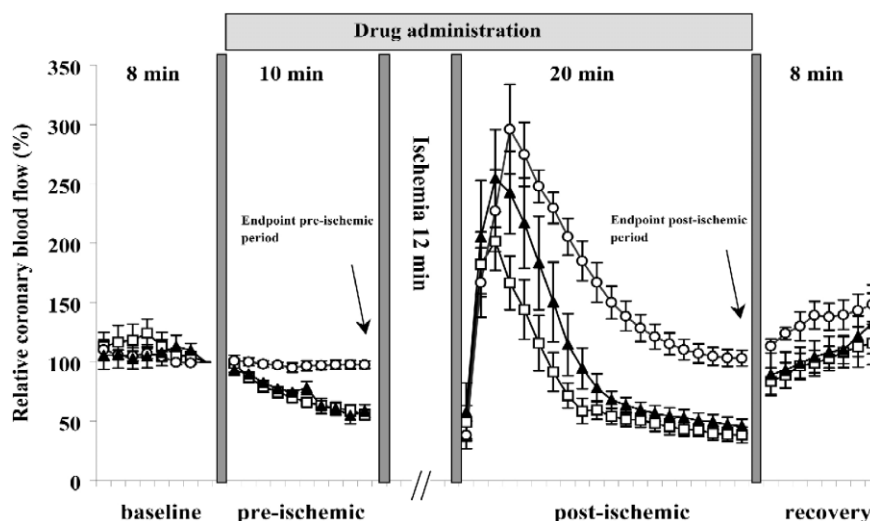 Drug administration
8 min
10 min
20 min
8 min
Relative coronary blood flow (%)
350
300
250
200
150
100
50
0
Endpoint pre-ischemic
period
Ischemia 12 min
Endpoint post-ischemic
period
//
baseline
pre-ischemic
post-ischemic
recovery